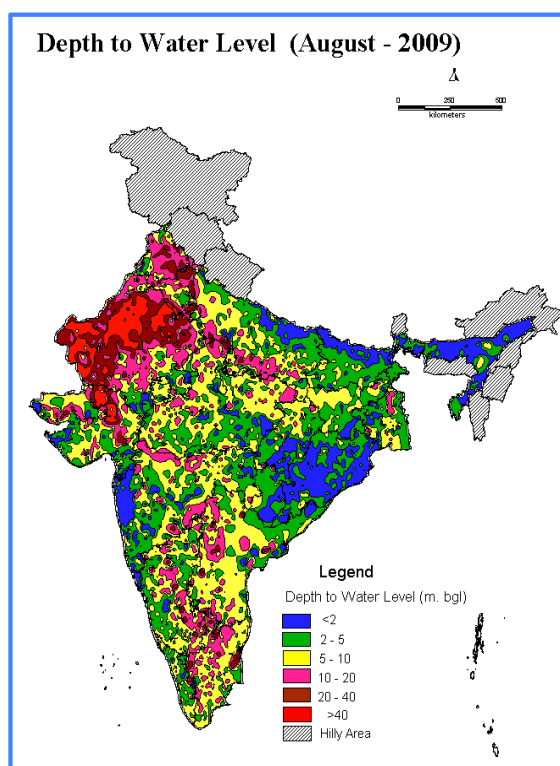 Depth to Water Level (August - 2009)
0 250 500
kilometers
Legend
Depth to Water Level (m. bgl)
<2
2 - 5
5 - 10
10 - 20
20 - 40
>40
Hilly Area